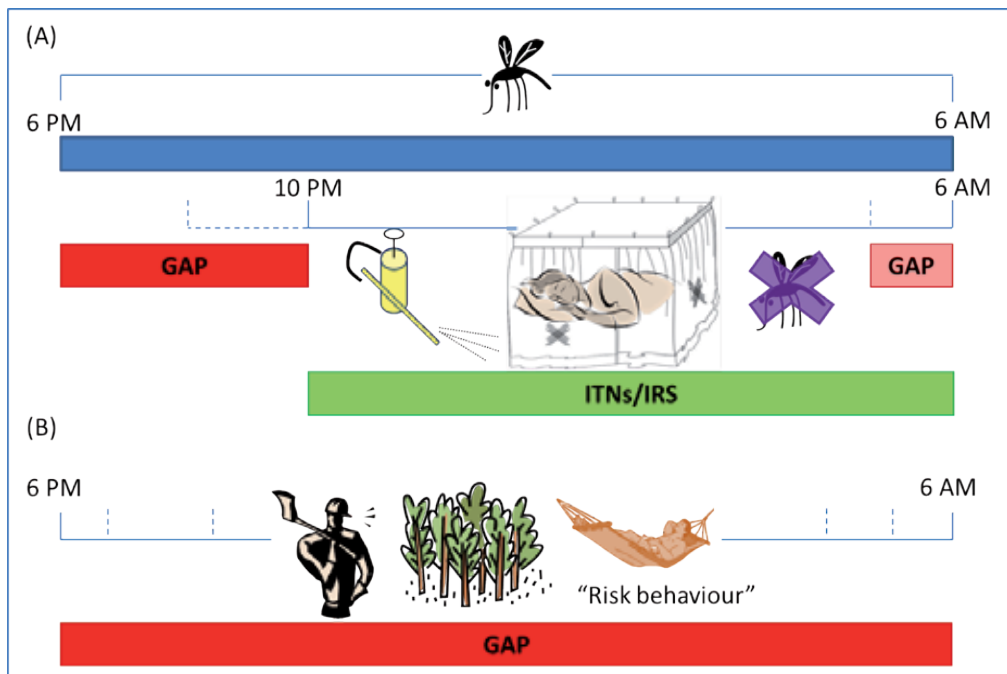 (A)
6 PM
6 AM
10 PM
6 AM
GAP
GAP
ITNs/IRS
(B)
6 PM
6 AM
“Risk behaviour”
GAP